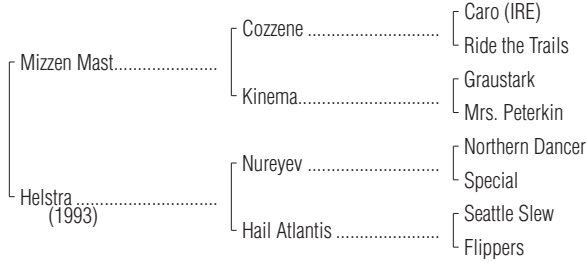 Caro (IRE)
Cozzene
Ride the Trails
Mizzen Mast
Graustark
Kinema
Mrs. Peterkin
Northern Dancer
Nureyev
Special
Helstra
(1993)
Seattle Slew
Hail Atlantis
Flippers